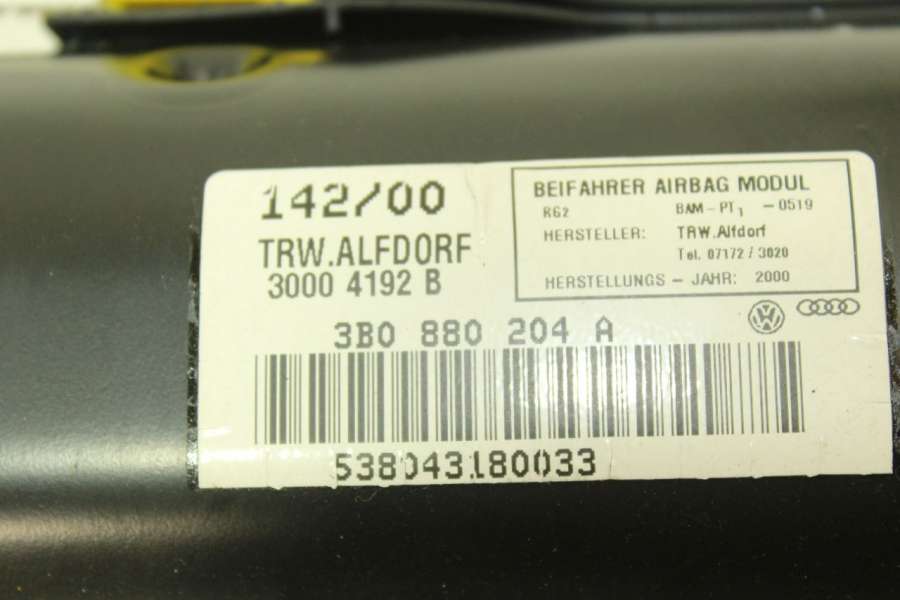 142/00
TRW.ALFDORF
3000 4192 B
BEIFAHRER AIRBAG MODUL
RG2 BAM-PT1 -0519
HERSTELLER: TRW.Alfdorf
Tel. 07172 / 3020
HERSTELLUNGS - JAHR: 2000
3B0 880 204 A
538043180033